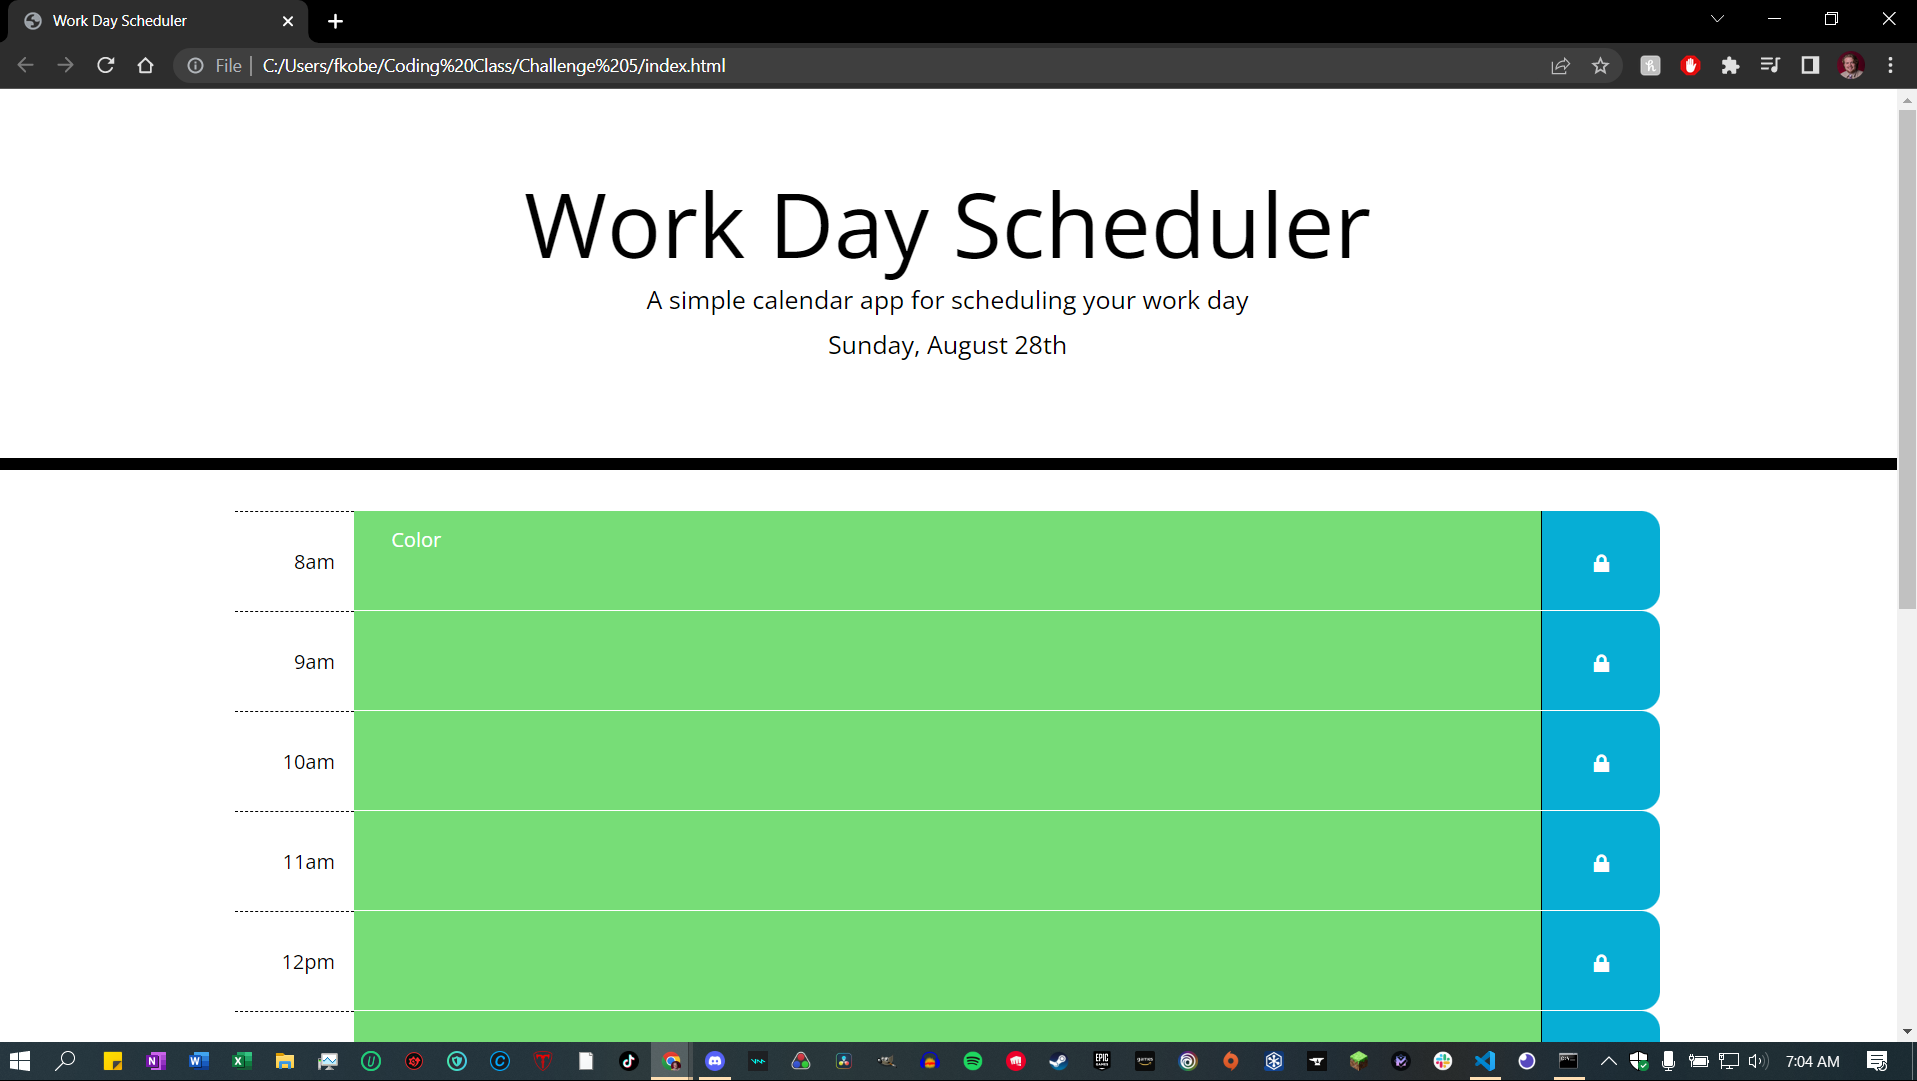 Work Day Scheduler
File | C:/Users/fkobe/Coding%20Class/Challenge%205/index.html
Work Day Scheduler
A simple calendar app for scheduling your work day
Sunday, August 28th
8am
Color
9am
10am
11am
12pm
7:04 AM